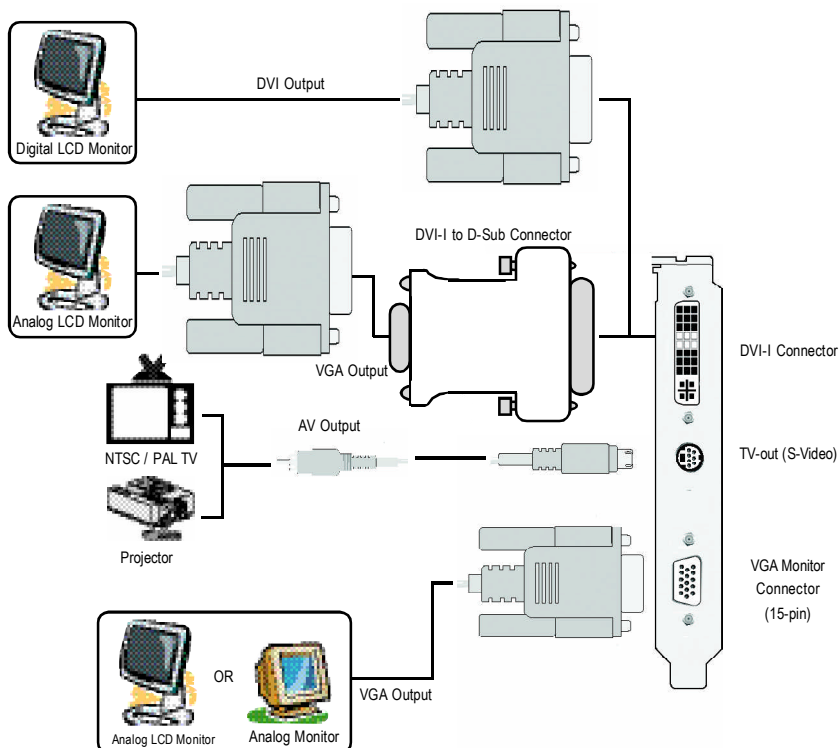 DVI Output
Digital LCD Monitor
DVI-I to D-Sub Connector
Analog LCD Monitor
VGA Output
DVI-I Connector
AV Output
NTSC / PAL TV
TV-out (S-Video)
Projector
VGA Monitor
Connector
(15-pin)
OR
VGA Output
Analog LCD Monitor
Analog Monitor